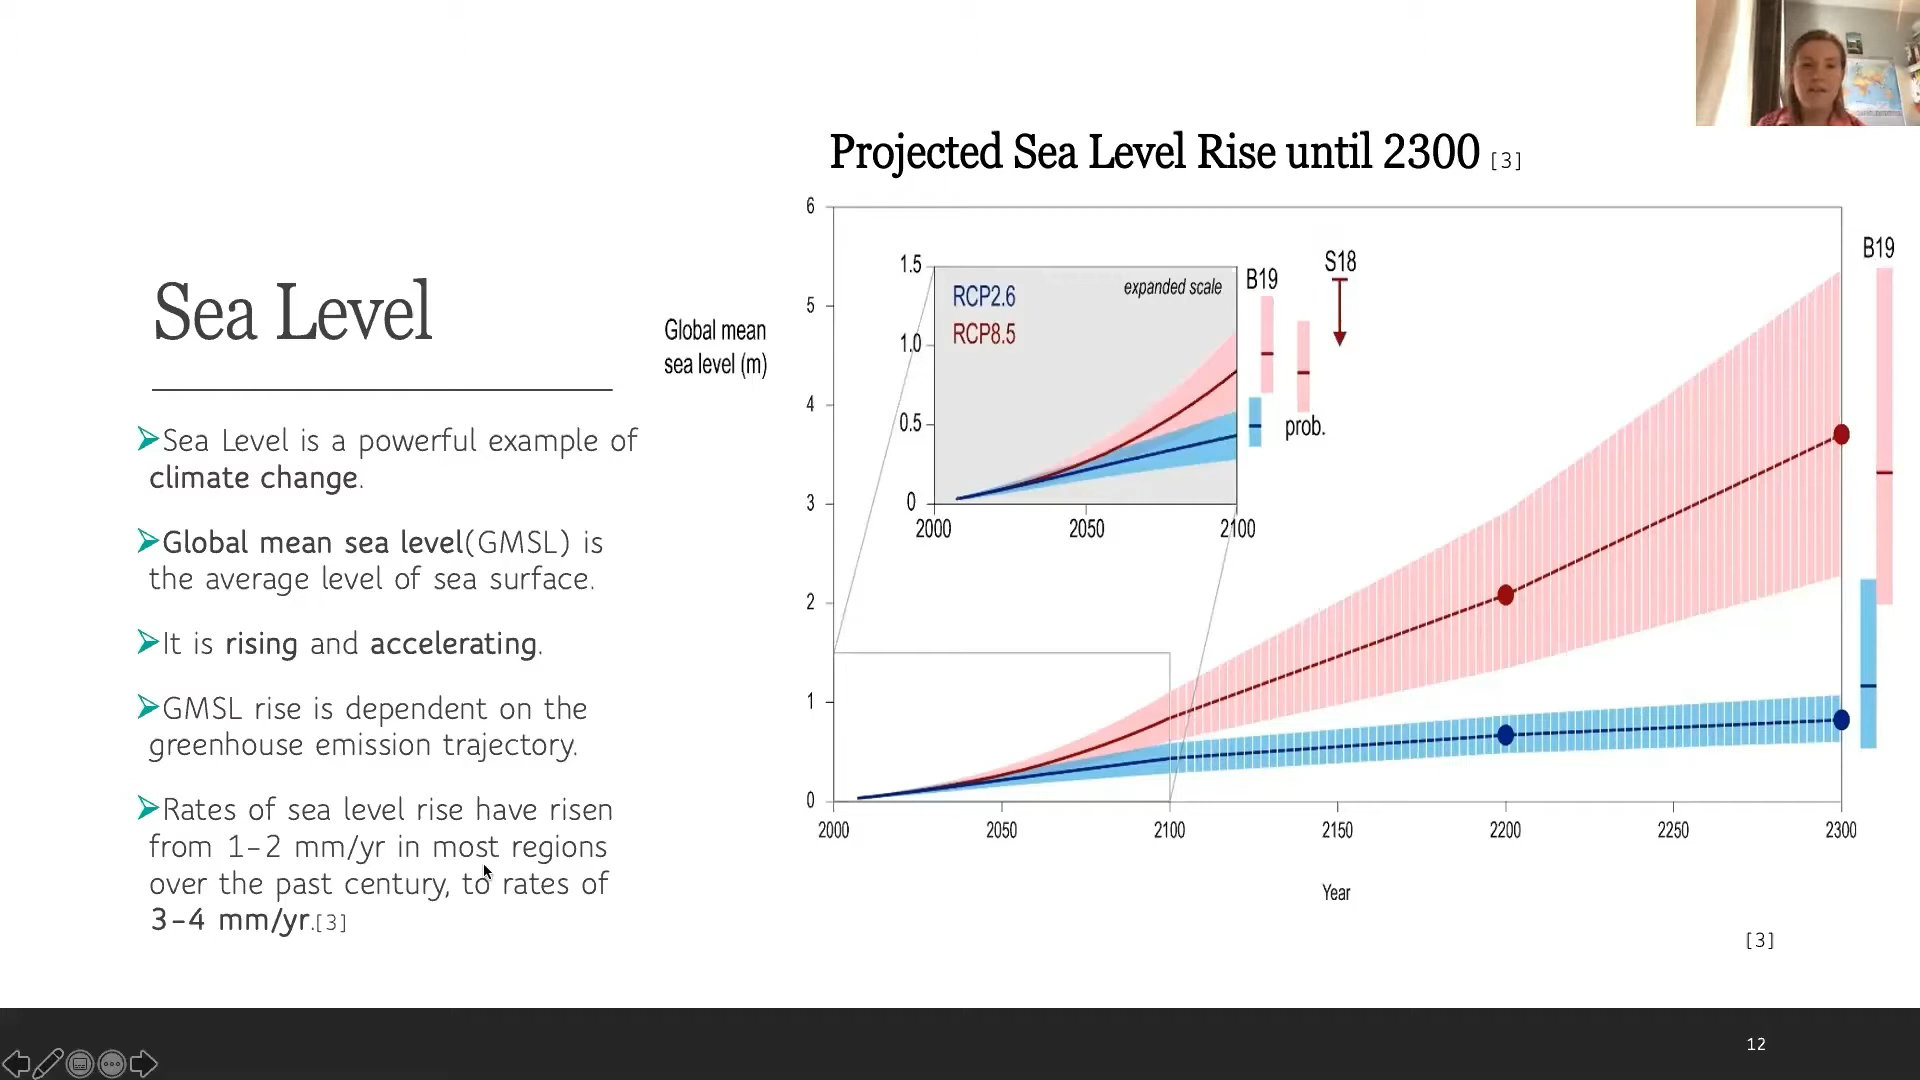 Projected Sea Level Rise until 2300 [3]
Sea Level
➢Sea Level is a powerful example of
climate change.
➢Global mean sea level(GMSL) is
the average level of sea surface.
➢It is rising and accelerating.
➢GMSL rise is dependent on the
greenhouse emission trajectory.
➢Rates of sea level rise have risen
from 1-2 mm/yr in most regions
over the past century, to rates of
3-4 mm/yr.[3]
Global mean
sea level (m)
6
5
4
3
2
1
0
2000 2050 2100 2150 2200 2250 2300
Year
1.5
1.0
0.5
0
2000 2050 2100
RCP2.6
RCP8.5
expanded scale
B19
prob.
S18
B19
[3]
12